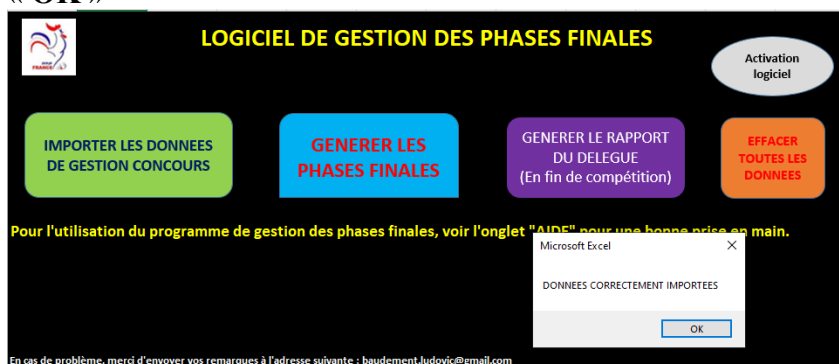 « OK »
LOGICIEL DE GESTION DES PHASES FINALES
Activation
logiciel
FRANCE
IMPORTER LES DONNEES
DE GESTION CONCOURS
GENERER LES
PHASES FINALES
GENERER LE RAPPORT
DU DELEGUE
(En fin de compétition)
EFFACER
TOUTES LES
DONNEES
Pour l'utilisation du programme de gestion des phases finales, voir l'onglet "AIDE" pour une bonne prise en main.
Microsoft Excel
DONNEES CORRECTEMENT IMPORTEES
OK
En cas de problème, merci d'envoyer vos remarques à l'adresse suivante : baudement.ludovic@gmail.com